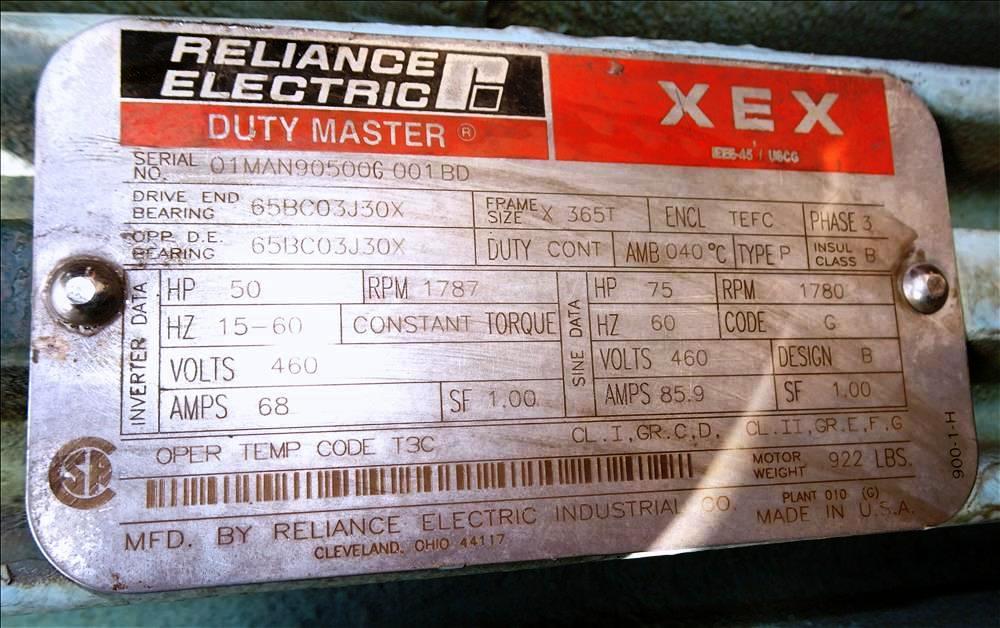 RELIANCE
ELECTRIC
DUTY MASTER ®
XEX
IEEE-45 / USCG
SERIAL NO. 01MAN905006 001BD
DRIVE END BEARING 65BC03J30X FRAME SIZE X 365T ENCL TEFC PHASE 3
OPP. D.E. BEARING 65BC03J30X DUTY CONT AMB 040 °C TYPE P INSUL CLASS B
INVERTER DATA
HP 50 RPM 1787
HZ 15-60 CONSTANT TORQUE
VOLTS 460
AMPS 68 SF 1.00
SINE DATA
HP 75 RPM 1780
HZ 60 CODE G
VOLTS 460 DESIGN B
AMPS 85.9 SF 1.00
OPER TEMP CODE T3C CL.I,GR.C,D, CL.II,GR.E,F,G
MOTOR WEIGHT 922 LBS.
SA
MFD. BY RELIANCE ELECTRIC INDUSTRIAL CO.
CLEVELAND, OHIO 44117
PLANT 010 (G)
MADE IN U.S.A.
900-1-H